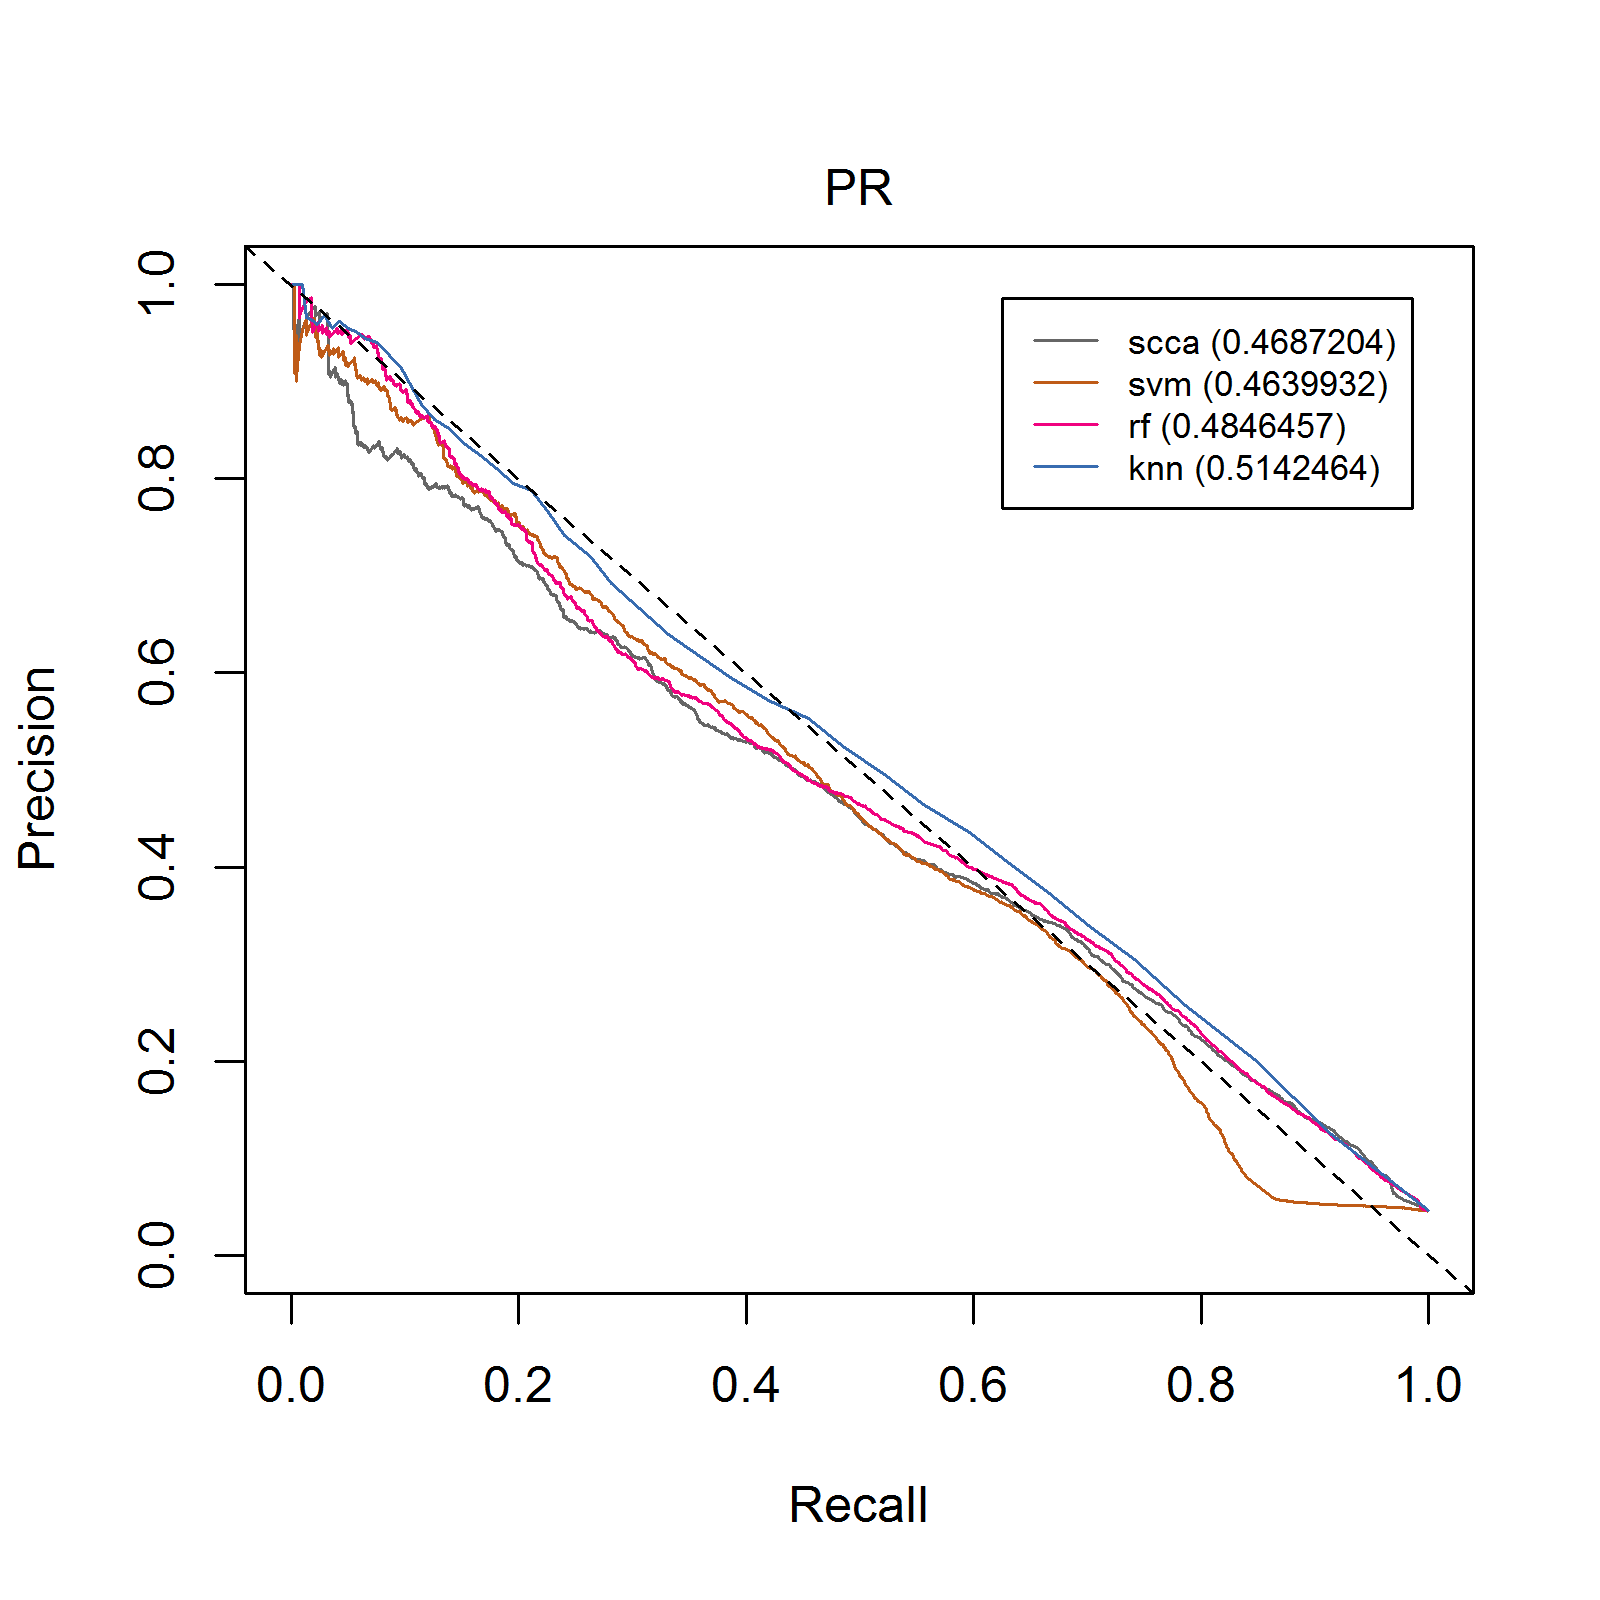 PR
Precision
1.0
0.8
0.6
0.4
0.2
0.0
scca (0.4687204)
svm (0.4639932)
rf (0.4846457)
knn (0.5142464)
0.0 0.2 0.4 0.6 0.8 1.0
Recall